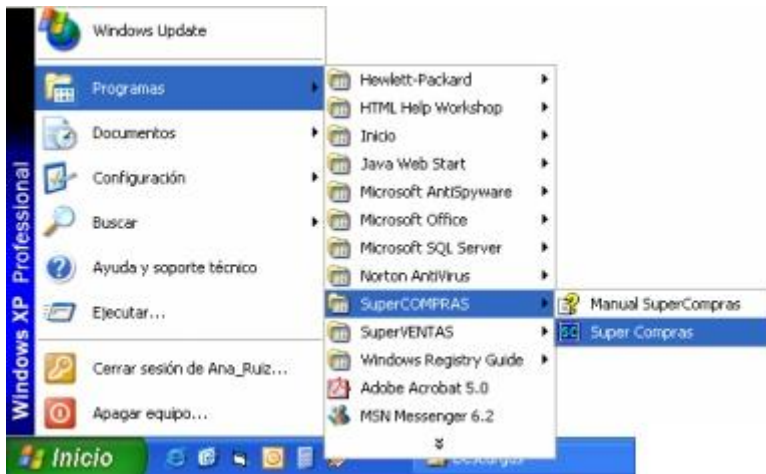 Windows Update
Programas
Documentos
Configuración
Buscar
Ayuda y soporte técnico
Ejecutar...
Cerrar sesión de Ana_Ruiz...
Apagar equipo...
Windows XP Professional
Hewlett-Packard
HTML Help Workshop
Inicio
Java Web Start
Microsoft AntiSpyware
Microsoft Office
Microsoft SQL Server
Norton AntiVirus
SuperCOMPRAS
SuperVENTAS
Windows Registry Guide
Adobe Acrobat 5.0
MSN Messenger 6.2
Manual SuperCompras
SC Super Compras
Inicio